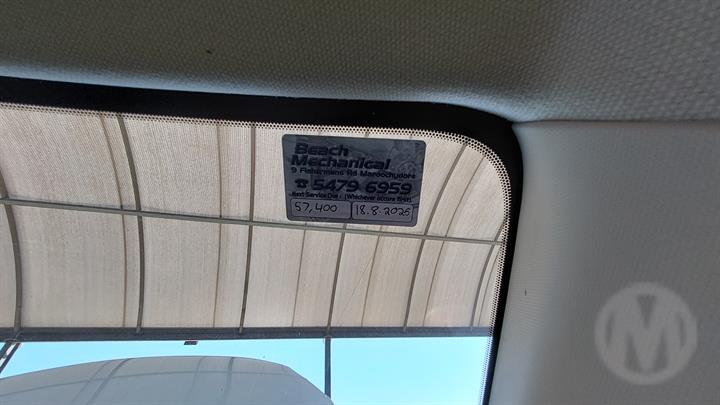 Beach
Mechanical
9 Fishermans Rd Maroochydore
☎ 5479 6959
Next Service Due : (Whichever occurs first)
57,400 18.8.2025
M